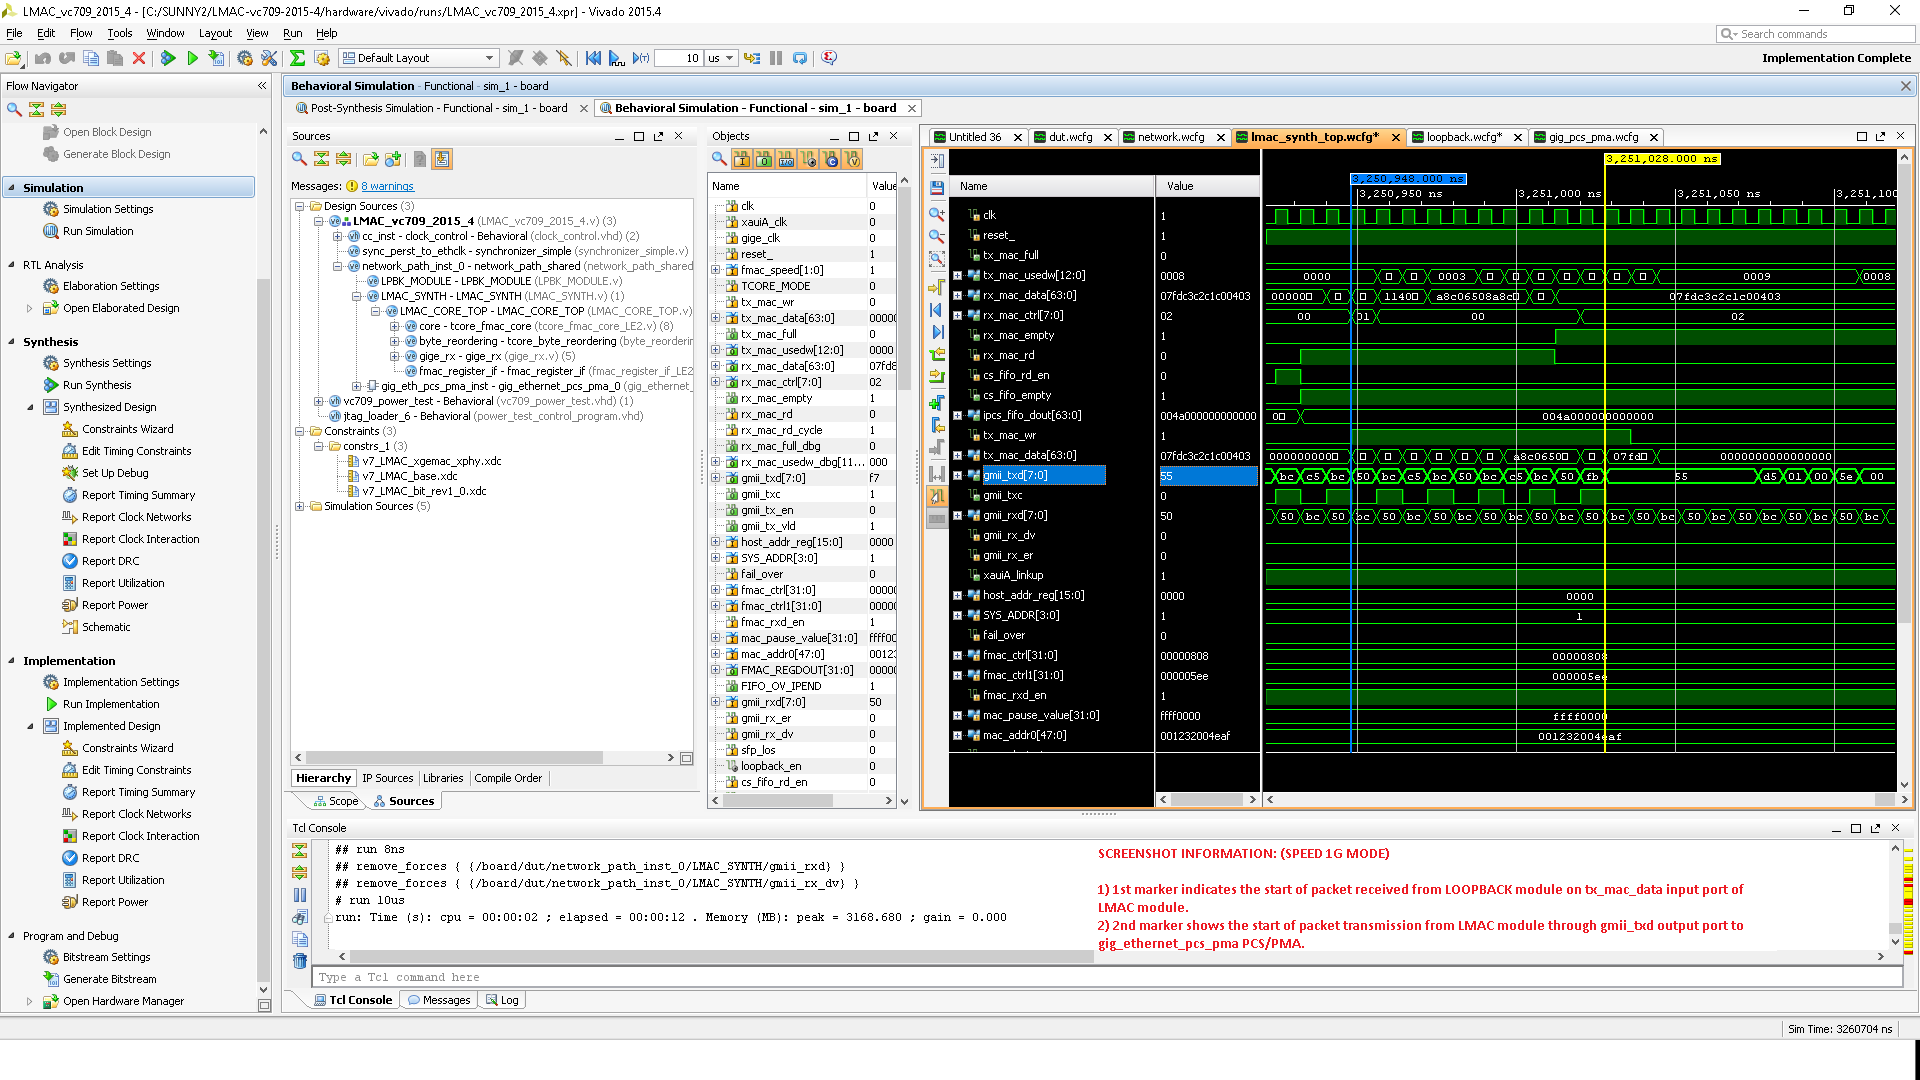 LMAC_vc709_2015_4 - [C:/SUNNY2/LMAC-vc709-2015-4/hardware/vivado/runs/LMAC_vc709_2015_4.xpr] - Vivado 2015.4
File Edit Flow Tools Window Layout View Run Help
Search commands
Default Layout
10 us
Implementation Complete
Flow Navigator
Open Block Design
Generate Block Design
Simulation
Simulation Settings
Run Simulation
RTL Analysis
Elaboration Settings
Open Elaborated Design
Synthesis
Synthesis Settings
Run Synthesis
Synthesized Design
Constraints Wizard
Edit Timing Constraints
Set Up Debug
Report Timing Summary
Report Clock Networks
Report Clock Interaction
Report DRC
Report Utilization
Report Power
Schematic
Implementation
Implementation Settings
Run Implementation
Implemented Design
Constraints Wizard
Edit Timing Constraints
Report Timing Summary
Report Clock Networks
Report Clock Interaction
Report DRC
Report Utilization
Report Power
Program and Debug
Bitstream Settings
Generate Bitstream
Open Hardware Manager
Behavioral Simulation - Functional - sim_1 - board
Post-Synthesis Simulation - Functional - sim_1 - board
Behavioral Simulation - Functional - sim_1 - board
Sources
Messages: 8 warnings
Design Sources (3)
LMAC_vc709_2015_4 (LMAC_vc709_2015_4.v) (3)
cc_inst - clock_control - Behavioral (clock_control.vhd) (2)
sync_perst_to_ethclk - synchronizer_simple (synchronizer_simple.v)
network_path_inst_0 - network_path_shared (network_path_shared
LPBK_MODULE - LPBK_MODULE (LPBK_MODULE.v)
LMAC_SYNTH - LMAC_SYNTH (LMAC_SYNTH.v) (1)
LMAC_CORE_TOP - LMAC_CORE_TOP (LMAC_CORE_TOP.v)
core - tcore_fmac_core (tcore_fmac_core_LE2.v) (8)
byte_reordering - tcore_byte_reordering (byte_reorderin
gige_rx - gige_rx (gige_rx.v) (5)
fmac_register_if - fmac_register_if (fmac_register_if_LE2
gig_eth_pcs_pma_inst - gig_ethernet_pcs_pma_0 (gig_ethernet_
vc709_power_test - Behavioral (vc709_power_test.vhd) (1)
jtag_loader_6 - Behavioral (power_test_control_program.vhd)
Constraints (3)
constrs_1 (3)
v7_LMAC_xgemac_xphy.xdc
v7_LMAC_base.xdc
v7_LMAC_bit_rev1_0.xdc
Simulation Sources (5)
Hierarchy IP Sources Libraries Compile Order
Scope Sources
Objects
Name Value
clk 0
xauiA_clk 0
gige_clk 0
reset_ 1
fmac_speed[1:0] 1
TCORE_MODE 0
tx_mac_wr 0
tx_mac_data[63:0] 00000
tx_mac_full 0
tx_mac_usedw[12:0] 0000
rx_mac_data[63:0] 07fd8
rx_mac_ctrl[7:0] 02
rx_mac_empty 1
rx_mac_rd 0
rx_mac_rd_cycle 1
rx_mac_full_dbg 0
rx_mac_usedw_dbg[11... 000
gmii_txd[7:0] f7
gmii_txc 1
gmii_tx_en 0
gmii_tx_vld 1
host_addr_reg[15:0] 0000
SYS_ADDR[3:0] 1
fail_over 0
fmac_ctrl[31:0] 00000
fmac_ctrl1[31:0] 00000
fmac_rxd_en 1
mac_pause_value[31:0] ffff00
mac_addr0[47:0] 00123
FMAC_REGDOUT[31:0] 00000
FIFO_OV_IPEND 1
gmii_rxd[7:0] 50
gmii_rx_er 0
gmii_rx_dv 0
sfp_los 0
loopback_en 0
cs_fifo_rd_en 0
Untitled 36 dut.wcfg network.wcfg lmac_synth_top.wcfg* loopback.wcfg* gig_pcs_pma.wcfg
3,251,028.000 ns
3,250,948.000 ns
3,250,950 ns 3,251,000 ns 3,251,050 ns 3,251,100
Name Value
clk 1
reset_ 1
tx_mac_full 0
tx_mac_usedw[12:0] 0008 0000 0003 0009 0008
rx_mac_data[63:0] 07fdc3c2c1c00403 07fdc3c2c1c00403
rx_mac_ctrl[7:0] 02 00 01 00 02
rx_mac_empty 1
rx_mac_rd 0
cs_fifo_rd_en 0
cs_fifo_empty 1
ipcs_fifo_dout[63:0] 004a000000000000 004a000000000000
tx_mac_wr 1
tx_mac_data[63:0] 07fdc3c2c1c00403 0000000000000000
gmii_txd[7:0] 55 bc c5 bc 50 bc c5 bc 50 bc c5 bc 50 fb 55 d5 01 00 5e 00
gmii_txc 0
gmii_rxd[7:0] 50 50 bc 50 bc 50 bc 50 bc 50 bc 50 bc 50 bc 50 bc 50 bc 50 bc 50 bc 50 bc
gmii_rx_dv 0
gmii_rx_er 0
xauiA_linkup 1
host_addr_reg[15:0] 0000 0000
SYS_ADDR[3:0] 1 1
fail_over 0
fmac_ctrl[31:0] 00000808 00000808
fmac_ctrl1[31:0] 000005ee 000005ee
fmac_rxd_en 1
mac_pause_value[31:0] ffff0000 ffff0000
mac_addr0[47:0] 001232004eaf 001232004eaf
Tcl Console
## run 8ns
## remove_forces { {/board/dut/network_path_inst_0/LMAC_SYNTH/gmii_rxd} }
## remove_forces { {/board/dut/network_path_inst_0/LMAC_SYNTH/gmii_rx_dv} }
# run 10us
run: Time (s): cpu = 00:00:02 ; elapsed = 00:00:12 . Memory (MB): peak = 3168.680 ; gain = 0.000
SCREENSHOT INFORMATION: (SPEED 1G MODE)
1) 1st marker indicates the start of packet received from LOOPBACK module on tx_mac_data input port of
LMAC module.
2) 2nd marker shows the start of packet transmission from LMAC module through gmii_txd output port to
gig_ethernet_pcs_pma PCS/PMA.
Type a Tcl command here
Tcl Console Messages Log
Sim Time: 3260704 ns